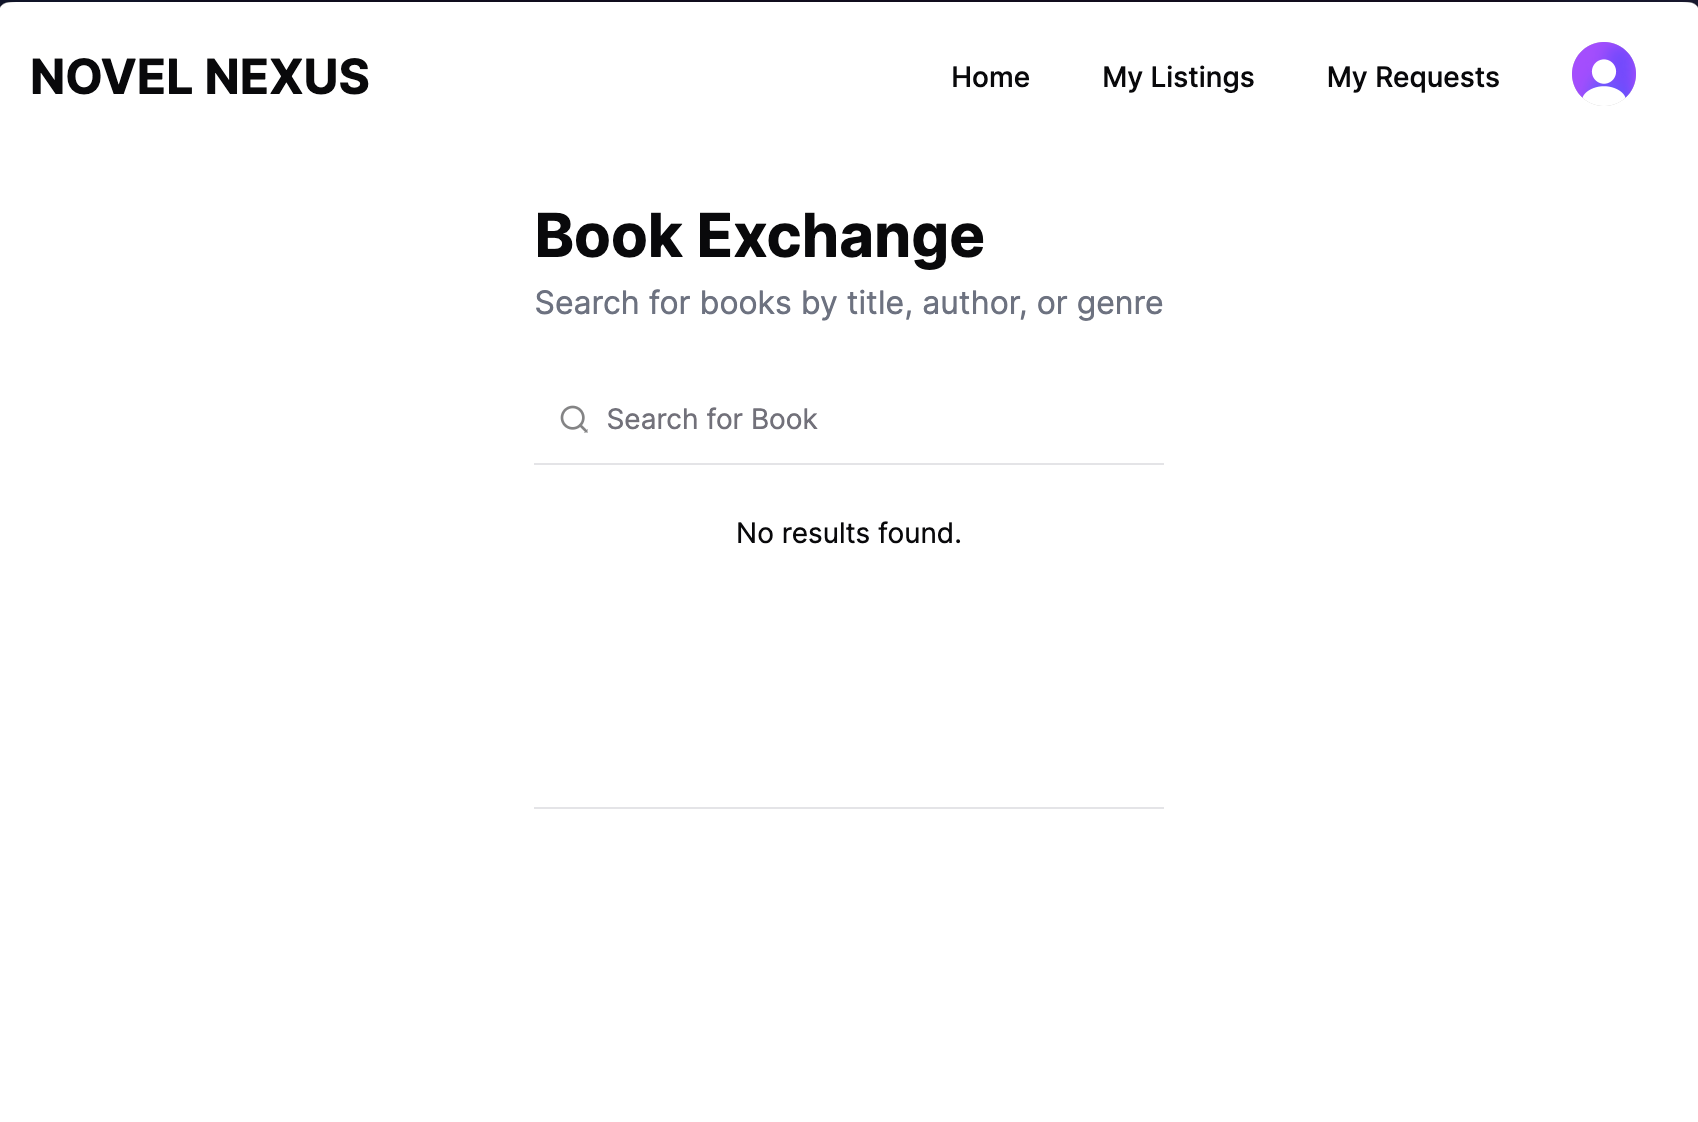 NOVEL NEXUS
Home
My Listings
My Requests
Book Exchange
Search for books by title, author, or genre
Search for Book
No results found.